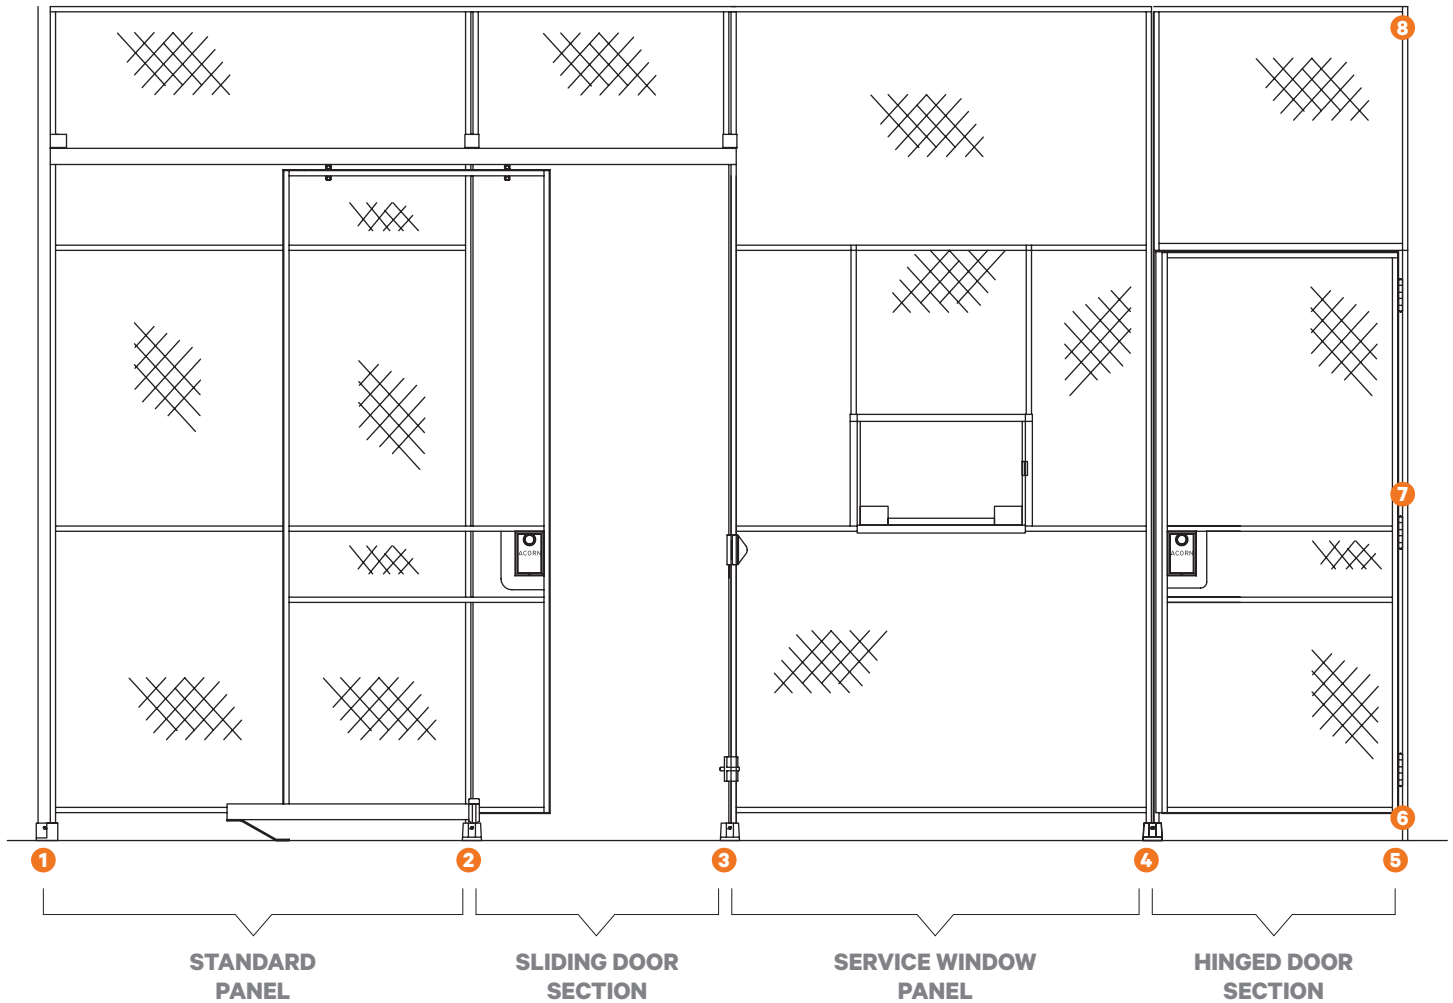 8
7
ACORN
ACORN
6
1
2
3
4
5
STANDARD
PANEL
SLIDING DOOR
SECTION
SERVICE WINDOW
PANEL
HINGED DOOR
SECTION